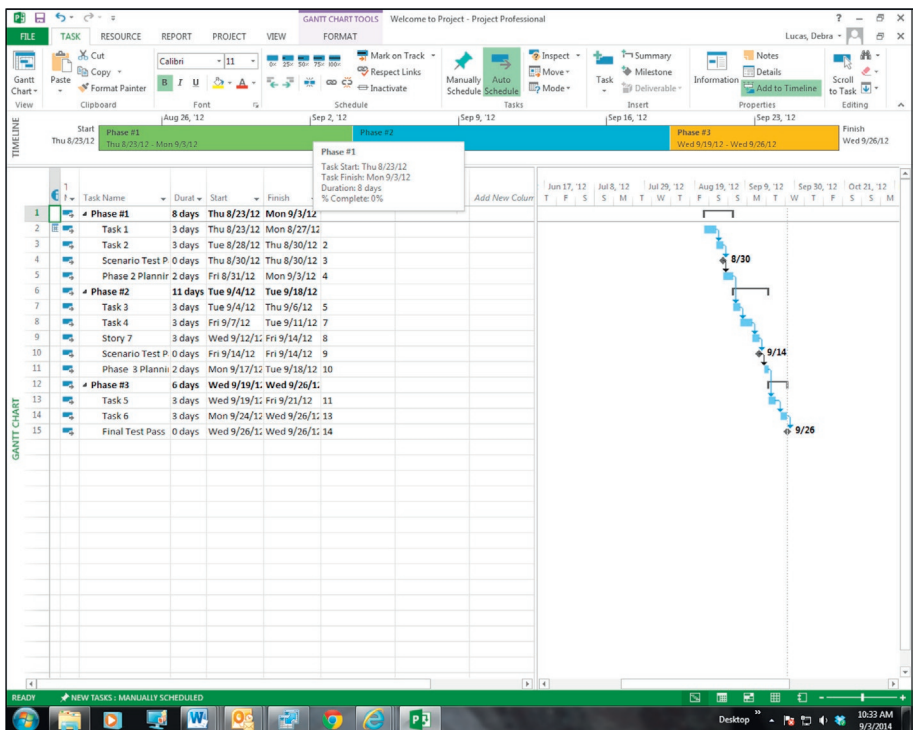 GANTT CHART TOOLS Welcome to Project - Project Professional
FILE TASK RESOURCE REPORT PROJECT VIEW FORMAT Lucas, Debra
Gantt Chart
View
Paste
Cut
Copy
Format Painter
Clipboard
Calibri 11
B I U A
Font
0% 25% 50% 75% 100%
Mark on Track
Respect Links
Inactivate
Schedule
Manually Schedule
Auto Schedule
Inspect
Move
Mode
Tasks
Task
Summary
Milestone
Deliverable
Insert
Information
Notes
Details
Add to Timeline
Properties
Scroll to Task
Editing
TIMELINE
Aug 26, '12 Sep 2, '12 Sep 9, '12 Sep 16, '12 Sep 23, '12
Start
Thu 8/23/12
Phase #1
Thu 8/23/12 - Mon 9/3/12
Phase #2
Phase #3
Wed 9/19/12 - Wed 9/26/12
Finish
Wed 9/26/12
Phase #1
Task Start: Thu 8/23/12
Task Finish: Mon 9/3/12
Duration: 8 days
% Complete: 0%
Task Name Durat Start Finish Add New Colum
Jun 17, '12 Jul 8, '12 Jul 29, '12 Aug 19, '12 Sep 9, '12 Sep 30, '12 Oct 21, '12
T F S S M T W T F S S M T W T F S S M
1 Phase #1 8 days Thu 8/23/12 Mon 9/3/12
2 Task 1 3 days Thu 8/23/12 Mon 8/27/12
3 Task 2 3 days Tue 8/28/12 Thu 8/30/12 2
4 Scenario Test P 0 days Thu 8/30/12 Thu 8/30/12 3 8/30
5 Phase 2 Plannir 2 days Fri 8/31/12 Mon 9/3/12 4
6 Phase #2 11 days Tue 9/4/12 Tue 9/18/12
7 Task 3 3 days Tue 9/4/12 Thu 9/6/12 5
8 Task 4 3 days Fri 9/7/12 Tue 9/11/12 7
9 Story 7 3 days Wed 9/12/12 Fri 9/14/12 8
10 Scenario Test P 0 days Fri 9/14/12 Fri 9/14/12 9 9/14
11 Phase 3 Plannii 2 days Mon 9/17/12 Tue 9/18/12 10
12 Phase #3 6 days Wed 9/19/1: Wed 9/26/1:
13 Task 5 3 days Wed 9/19/1: Fri 9/21/12 11
14 Task 6 3 days Mon 9/24/12 Wed 9/26/1: 13
15 Final Test Pass 0 days Wed 9/26/1: Wed 9/26/1: 14 9/26
GANTT CHART
READY NEW TASKS : MANUALLY SCHEDULED
Desktop 10:33 AM
9/3/2014